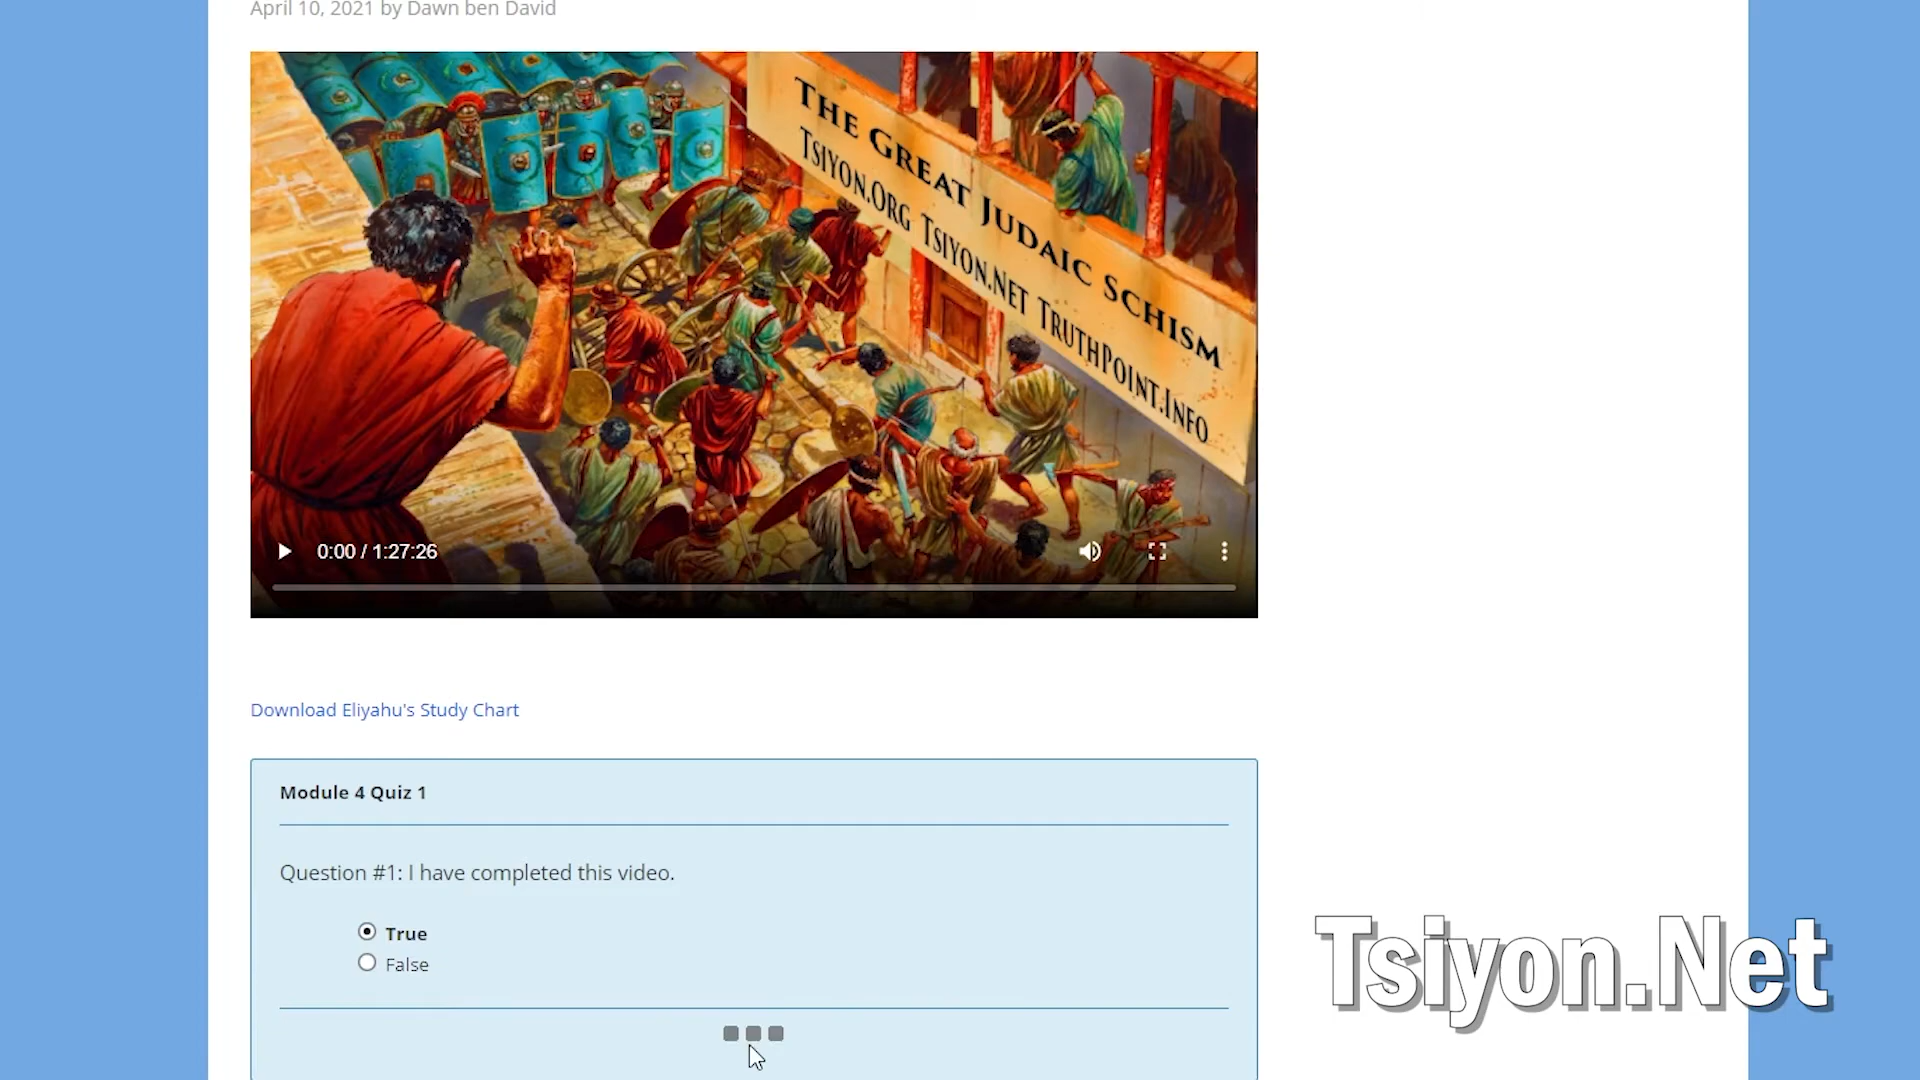 April 10, 2021 by Dawn ben David
The Great Judaic Schism
Tsiyon.Org Tsiyon.Net TruthPoint.Info
0:00 / 1:27:26
Download Eliyahu's Study Chart
Module 4 Quiz 1
Question #1: I have completed this video.
True
False
Tsiyon.Net